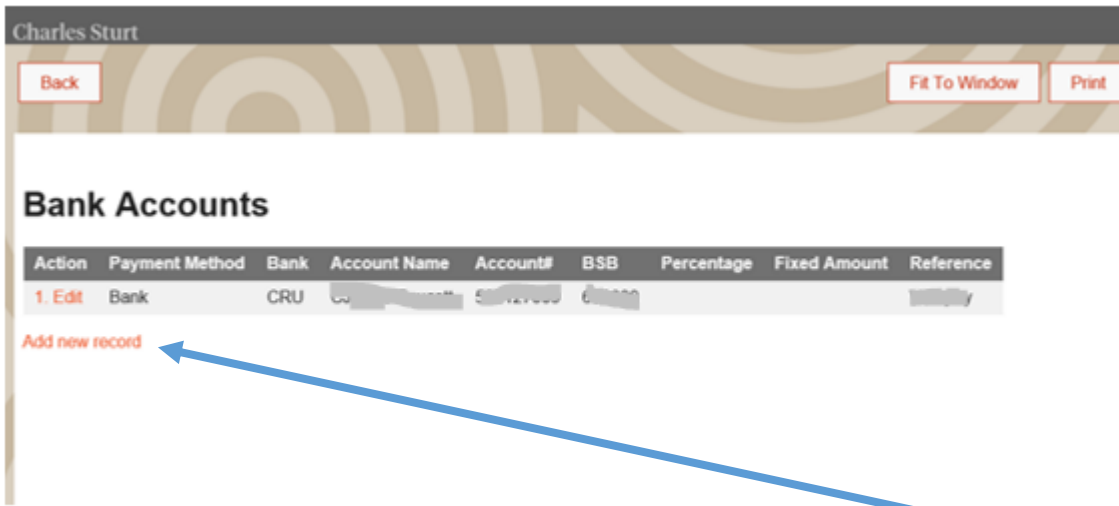 Charles Sturt
Back Fit To Window Print
Bank Accounts
Action Payment Method Bank Account Name Account# BSB Percentage Fixed Amount Reference
1. Edit Bank CRU
Add new record